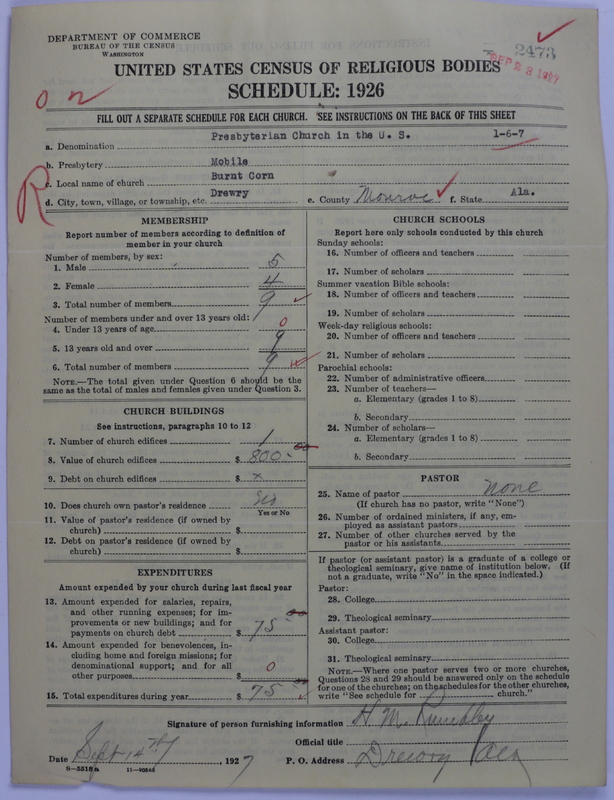 DEPARTMENT OF COMMERCE
BUREAU OF THE CENSUS
WASHINGTON
2473
SEP 23 1927
UNITED STATES CENSUS OF RELIGIOUS BODIES
SCHEDULE: 1926
FILL OUT A SEPARATE SCHEDULE FOR EACH CHURCH. SEE INSTRUCTIONS ON THE BACK OF THIS SHEET
a. Denomination Presbyterian Church in the U. S. 1-6-7
b. Presbytery Mobile
c. Local name of church Burnt Corn
d. City, town, village, or township, etc. Drewry e. County Monroe f. State Ala.
R
MEMBERSHIP
Report number of members according to definition of
member in your church
Number of members, by sex:
1. Male 5
2. Female 4
3. Total number of members 9
Number of members under and over 13 years old:
4. Under 13 years of age 0
5. 13 years old and over 9
6. Total number of members 9
NOTE.—The total given under Question 6 should be the
same as the total of males and females given under Question 3.
CHURCH BUILDINGS
See instructions, paragraphs 10 to 12
7. Number of church edifices 1
8. Value of church edifices $ 800.00
9. Debt on church edifices $ x
10. Does church own pastor's residence yes
Yes or No
11. Value of pastor's residence (if owned by
church) $
12. Debt on pastor's residence (if owned by
church) $
EXPENDITURES
Amount expended by your church during last fiscal year
13. Amount expended for salaries, repairs,
and other running expenses; for im-
provements or new buildings; and for
payments on church debt $ 75.00
14. Amount expended for benevolences, in-
cluding home and foreign missions; for
denominational support; and for all
other purposes $ 0
15. Total expenditures during year $ 75.00
CHURCH SCHOOLS
Report here only schools conducted by this church
Sunday schools:
16. Number of officers and teachers
17. Number of scholars
Summer vacation Bible schools:
18. Number of officers and teachers
19. Number of scholars
Week-day religious schools:
20. Number of officers and teachers
21. Number of scholars
Parochial schools:
22. Number of administrative officers
23. Number of teachers—
a. Elementary (grades 1 to 8)
b. Secondary
24. Number of scholars—
a. Elementary (grades 1 to 8)
b. Secondary
PASTOR
25. Name of pastor None
(If church has no pastor, write "None")
26. Number of ordained ministers, if any, em-
ployed as assistant pastors
27. Number of other churches served by the
pastor or his assistants
If pastor (or assistant pastor) is a graduate of a college or
theological seminary, give name of institution below. (If
not a graduate, write "No" in the space indicated.)
Pastor:
28. College
29. Theological seminary
Assistant pastor:
30. College
31. Theological seminary
NOTE.—Where one pastor serves two or more churches,
Questions 28 and 29 should be answered only on the schedule
for one of the churches; on the schedules for the other churches,
write "See schedule for church."
Signature of person furnishing information H. M. Rumbley
Official title
Date Sept 14th, 1927 P. O. Address Drewry Ala
8—5518a 11—90846